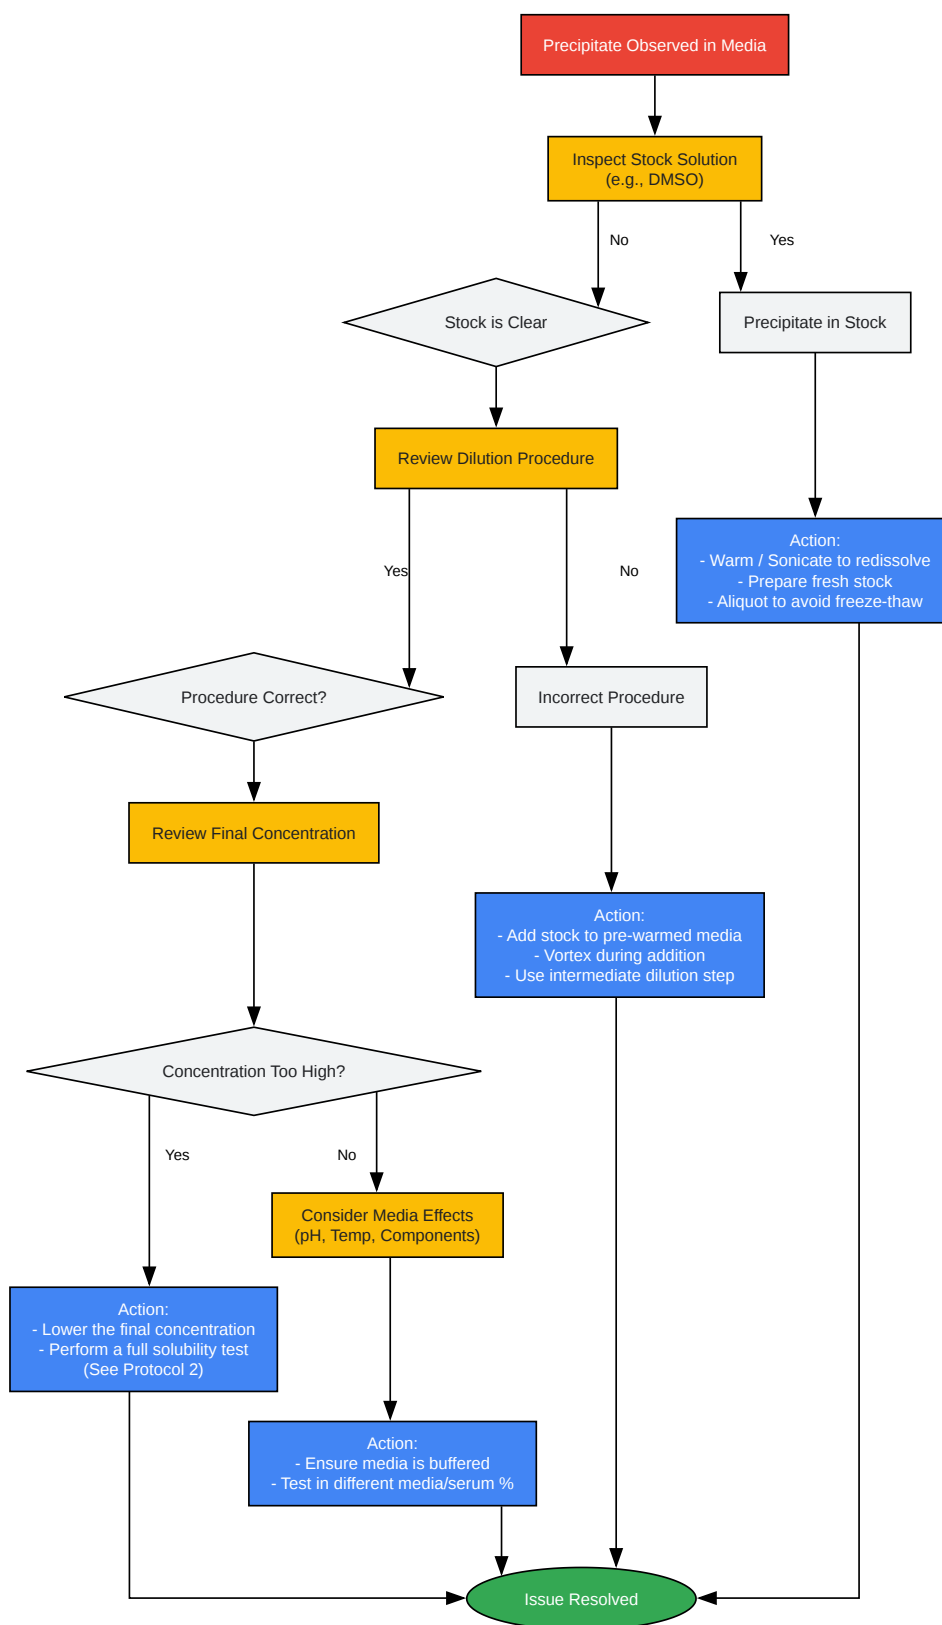 Precipitate Observed in Media
Inspect Stock Solution
(e.g., DMSO)
No
Yes
Stock is Clear
Precipitate in Stock
Review Dilution Procedure
Yes
No
Action:
- Warm / Sonicate to redissolve
- Prepare fresh stock
- Aliquot to avoid freeze-thaw
Procedure Correct?
Incorrect Procedure
Review Final Concentration
Action:
- Add stock to pre-warmed media
- Vortex during addition
- Use intermediate dilution step
Concentration Too High?
Yes
No
Consider Media Effects
(pH, Temp, Components)
Action:
- Lower the final concentration
- Perform a full solubility test
(See Protocol 2)
Action:
- Ensure media is buffered
- Test in different media/serum %
Issue Resolved